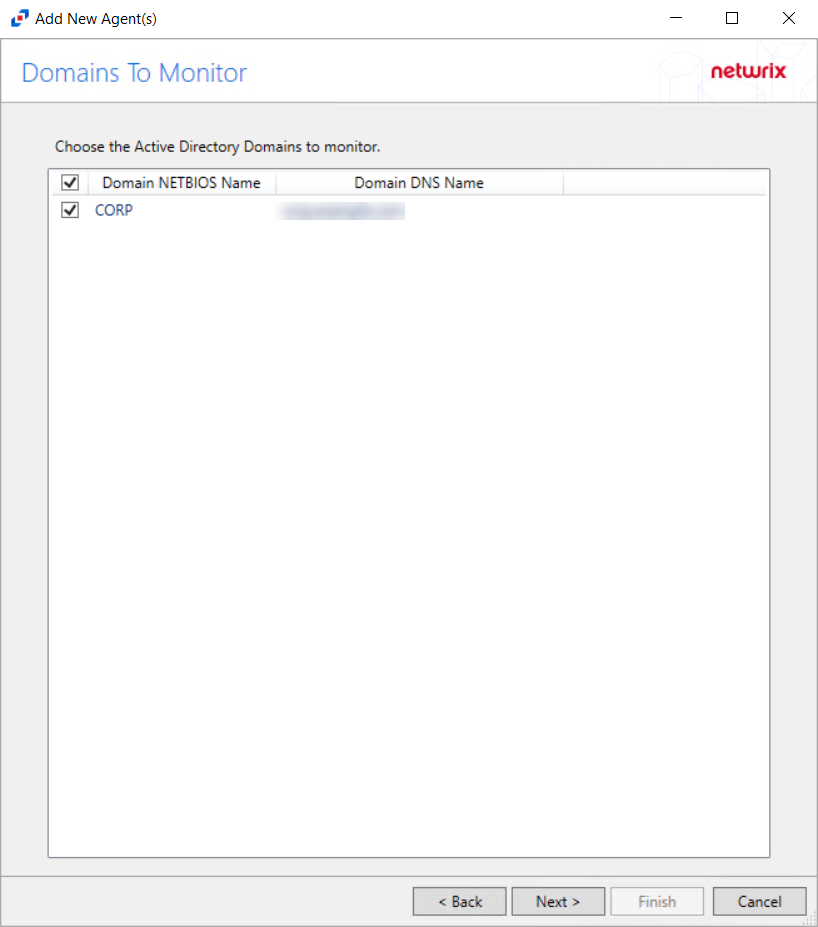 Add New Agent(s)
Domains To Monitor
netwrix
Choose the Active Directory Domains to monitor.
Domain NETBIOS Name Domain DNS Name
CORP
< Back Next > Finish Cancel